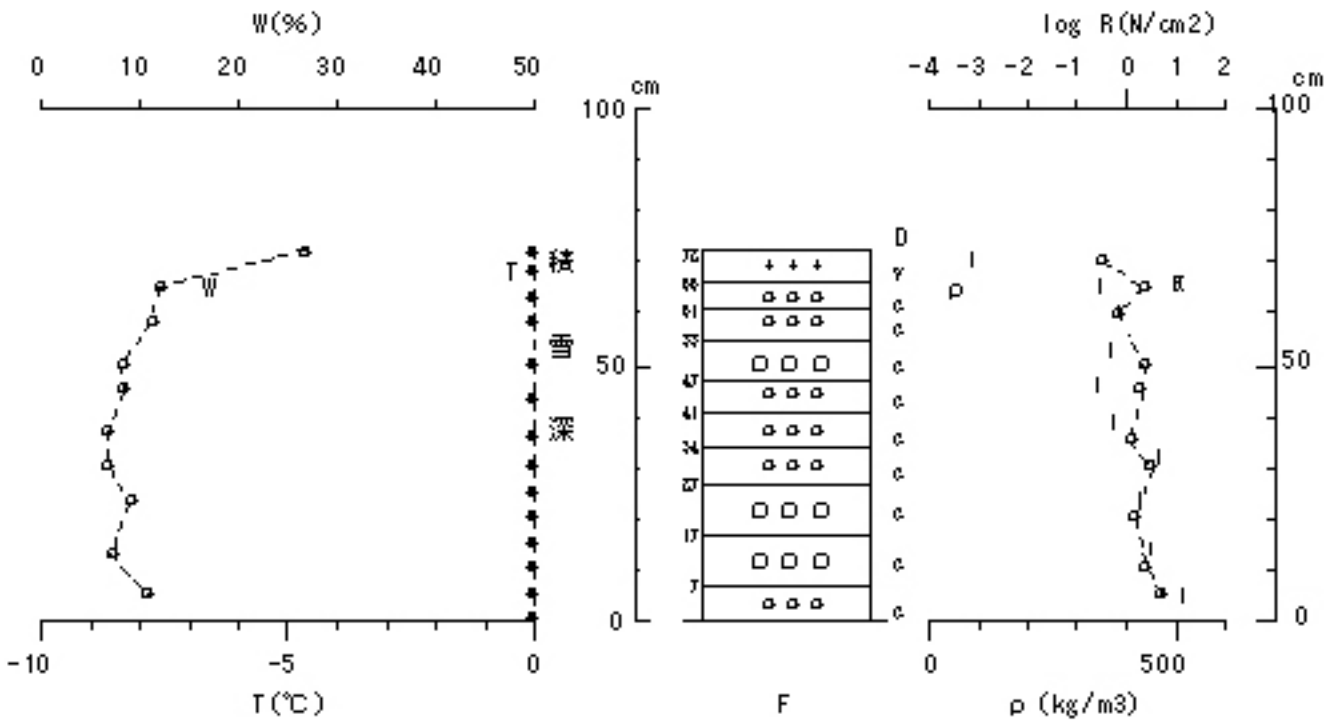 W(%)
0 10 20 30 40 50
cm
100
50
0
T
W
積
雪
深
-10 -5 0
T(℃)
72
66
61
55
47
41
34
27
17
7
F
D
γ
c
c
c
c
c
c
c
c
c
log R(N/cm2)
-4 -3 -2 -1 0 1 2
cm
100
50
0
ρ
R
0 500
ρ (kg/m3)